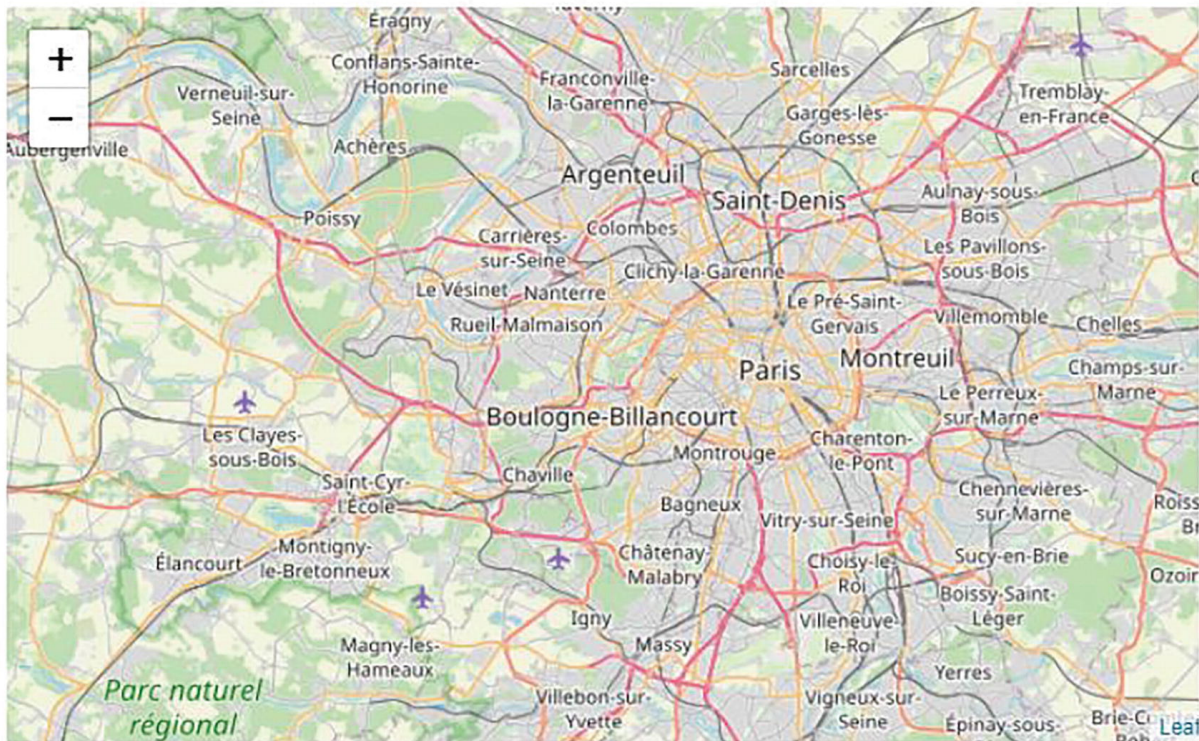 Éragny
+
Conflans-Sainte-
Honorine
Franconville-
la-Garenne
Sarcelles
Verneuil-sur-
Seine
Tremblay-
en-France
Garges-lès-
Gonesse
−
Aubergenville
Achères
Argenteuil
Saint-Denis
Aulnay-sous-
Bois
Poissy
Colombes
Carrières-
sur-Seine
Les Pavillons-
sous-Bois
Clichy-la-Garenne
Le Vésinet
Nanterre
Le Pré-Saint-
Gervais
Rueil-Malmaison
Villemomble
Chelles
Paris
Montreuil
Champs-sur-
Marne
Le Perreux-
sur-Marne
Boulogne-Billancourt
Les Clayes-
sous-Bois
Charenton-
le-Pont
Montrouge
Chaville
Saint-Cyr-
l'École
Chennevières-
sur-Marne
Bagneux
Vitry-sur-Seine
Montigny-
le-Bretonneux
Élancourt
Châtenay-
Malabry
Choisy-le-
Roi
Sucy-en-Brie
Boissy-Saint-
Léger
Igny
Villeneuve-
le-Roi
Magny-les-
Hameaux
Massy
Yerres
Parc naturel
régional
Villebon-sur-
Yvette
Vigneux-sur-
Seine
Épinay-sous-